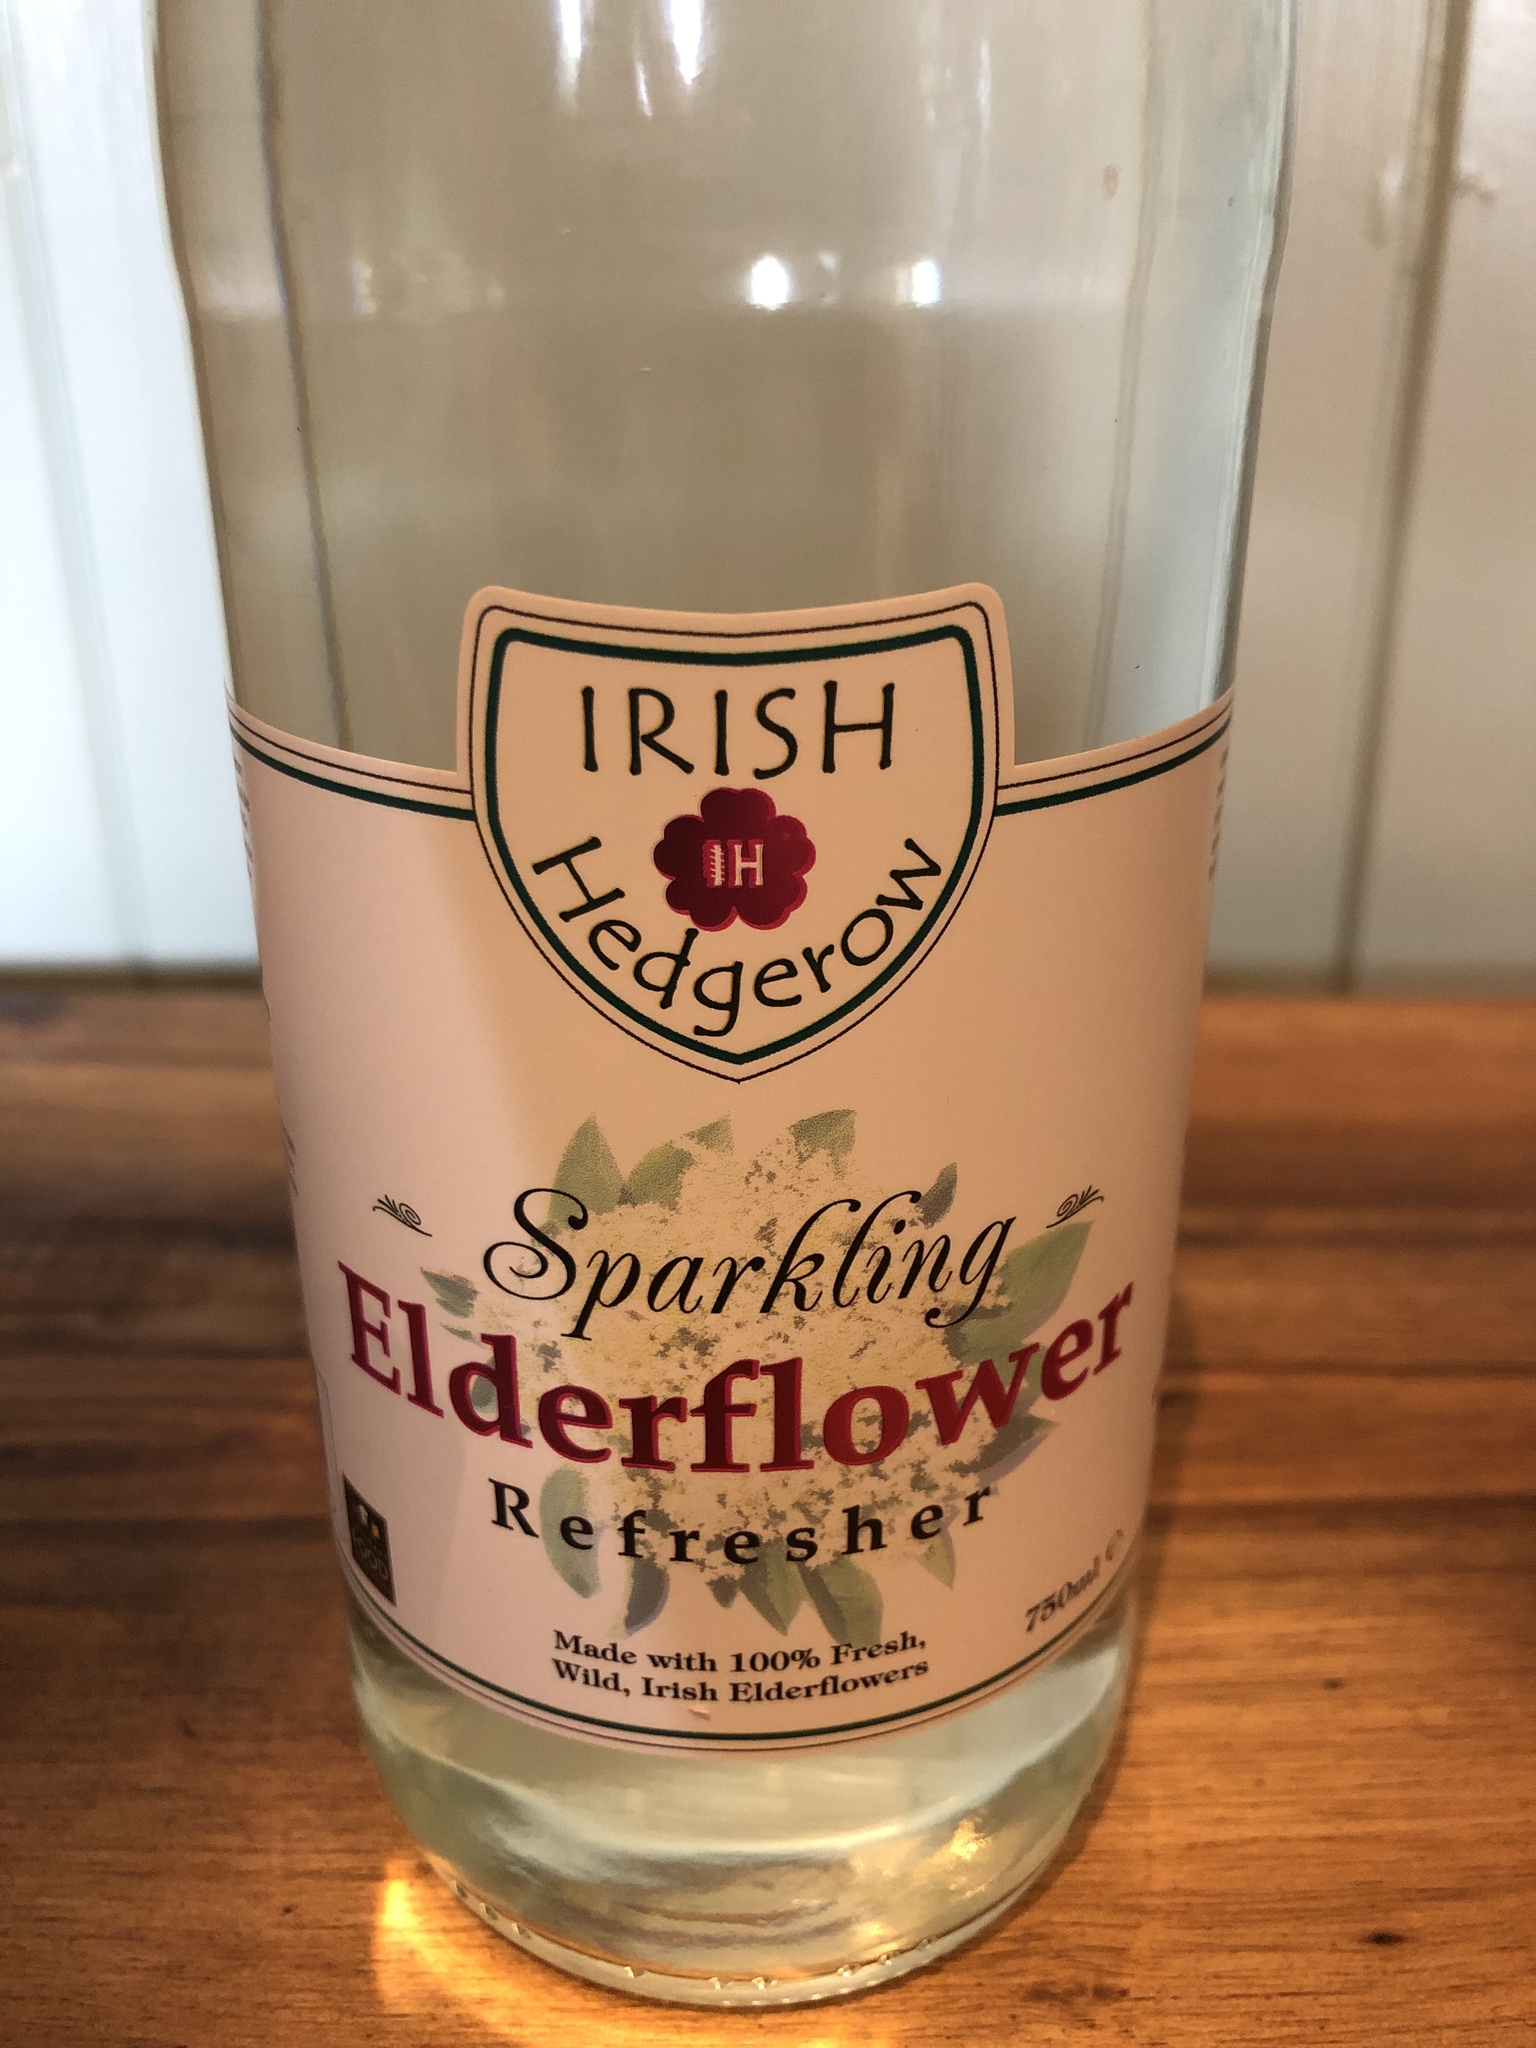 IRISH
IH
Hedgerow
Sparkling
Elderflower
Refresher
Made with 100% Fresh,
Wild, Irish Elderflowers
750ml e